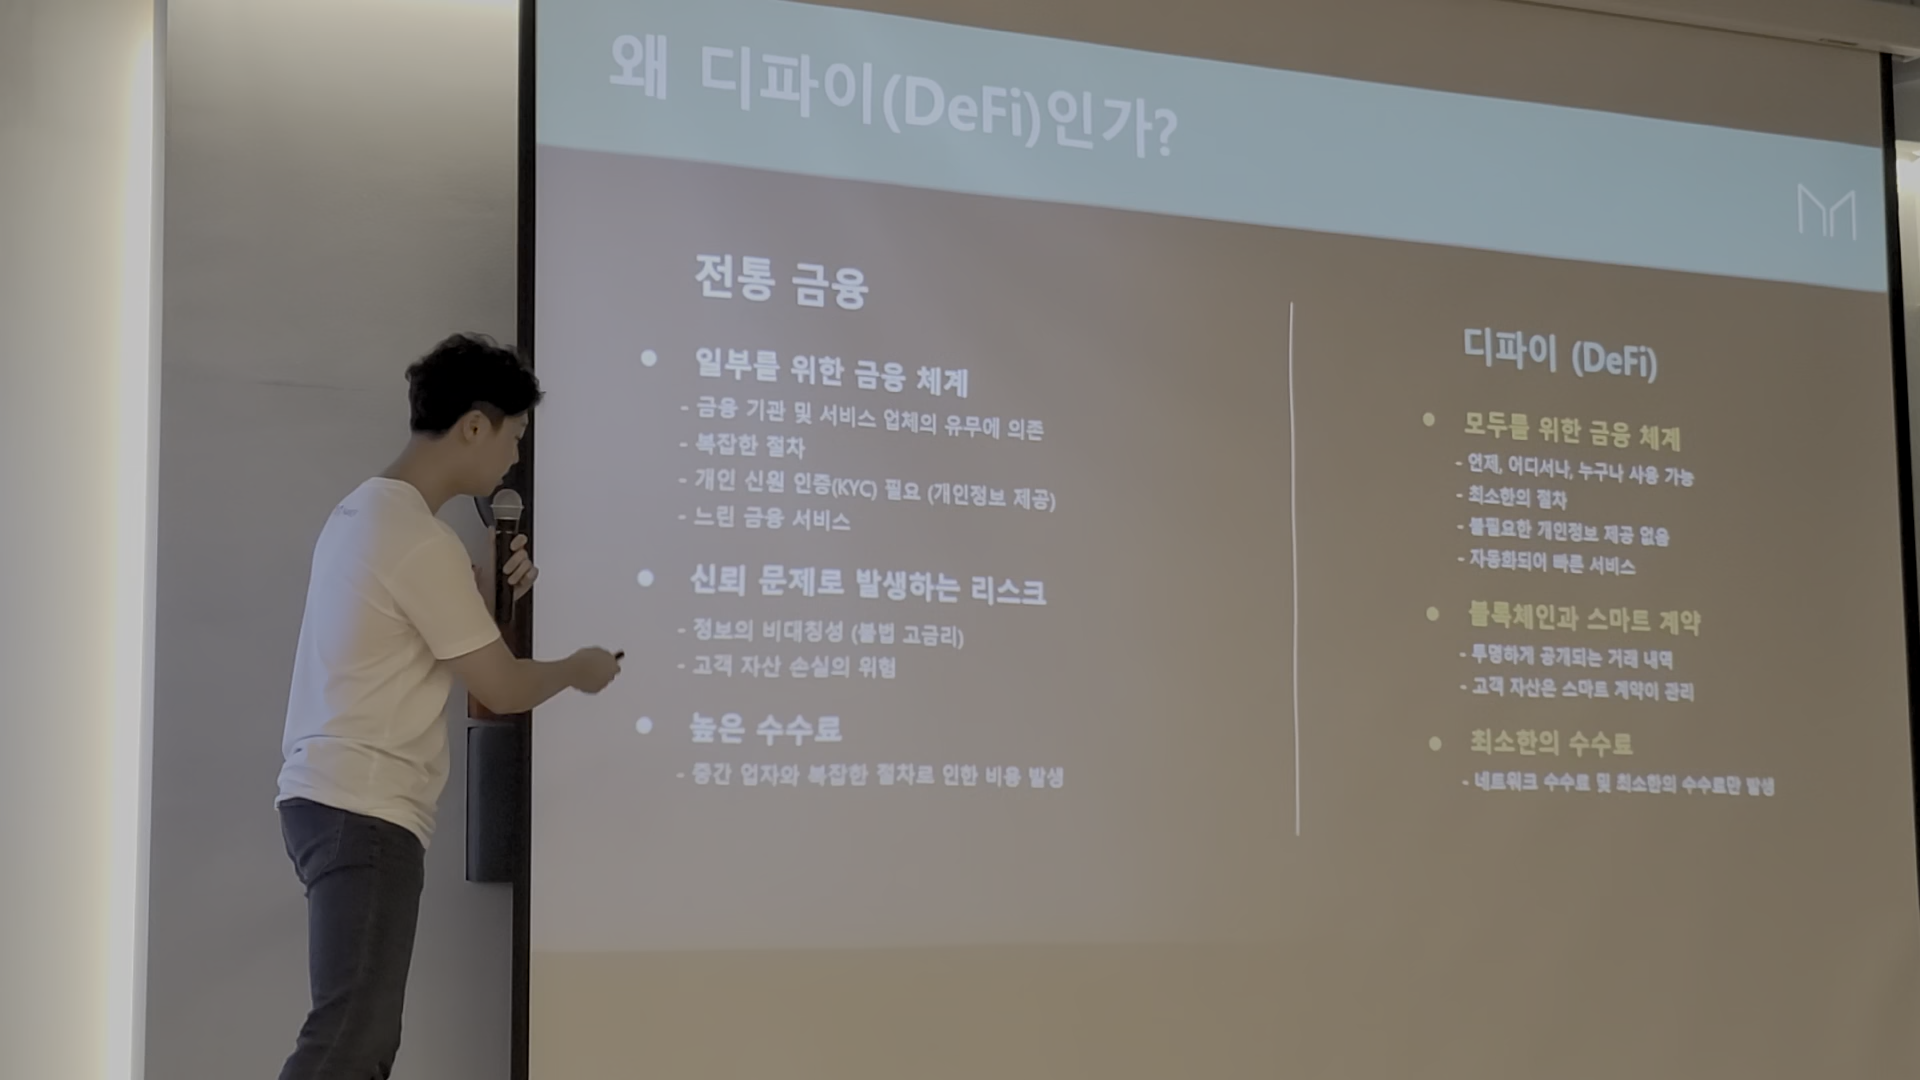 왜 디파이(DeFi)인가?
전통 금융
● 일부를 위한 금융 체계
- 금융 기관 및 서비스 업체의 유무에 의존
- 복잡한 절차
- 개인 신원 인증(KYC) 필요 (개인정보 제공)
- 느린 금융 서비스
● 신뢰 문제로 발생하는 리스크
- 정보의 비대칭성 (불법 고금리)
- 고객 자산 손실의 위험
● 높은 수수료
- 중간 업자와 복잡한 절차로 인한 비용 발생
디파이 (DeFi)
● 모두를 위한 금융 체계
- 언제, 어디서나, 누구나 사용 가능
- 최소한의 절차
- 불필요한 개인정보 제공 없음
- 자동화되어 빠른 서비스
● 블록체인과 스마트 계약
- 투명하게 공개되는 거래 내역
- 고객 자산은 스마트 계약이 관리
● 최소한의 수수료
- 네트워크 수수료 및 최소한의 수수료만 발생